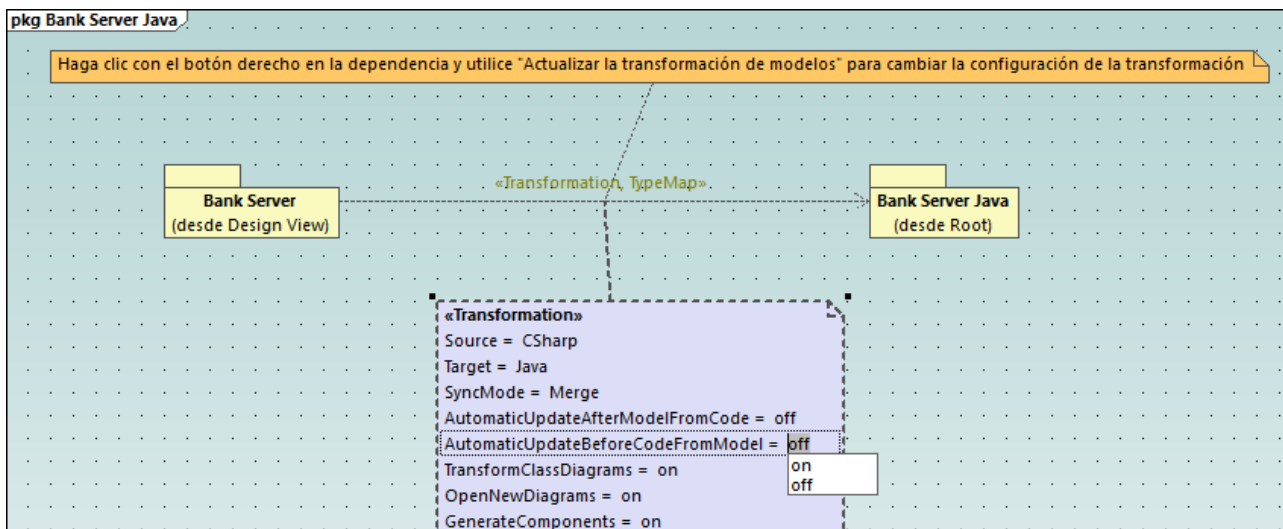 pkg Bank Server Java
Haga clic con el botón derecho en la dependencia y utilice "Actualizar la transformación de modelos" para cambiar la configuración de la transformación
«Transformation, TypeMap»
Bank Server
(desde Design View)
Bank Server Java
(desde Root)
«Transformation»
Source = CSharp
Target = Java
SyncMode = Merge
AutomaticUpdateAfterModelFromCode = off
AutomaticUpdateBeforeCodeFromModel = off
on
off
TransformClassDiagrams = on
OpenNewDiagrams = on
GenerateComponents = on